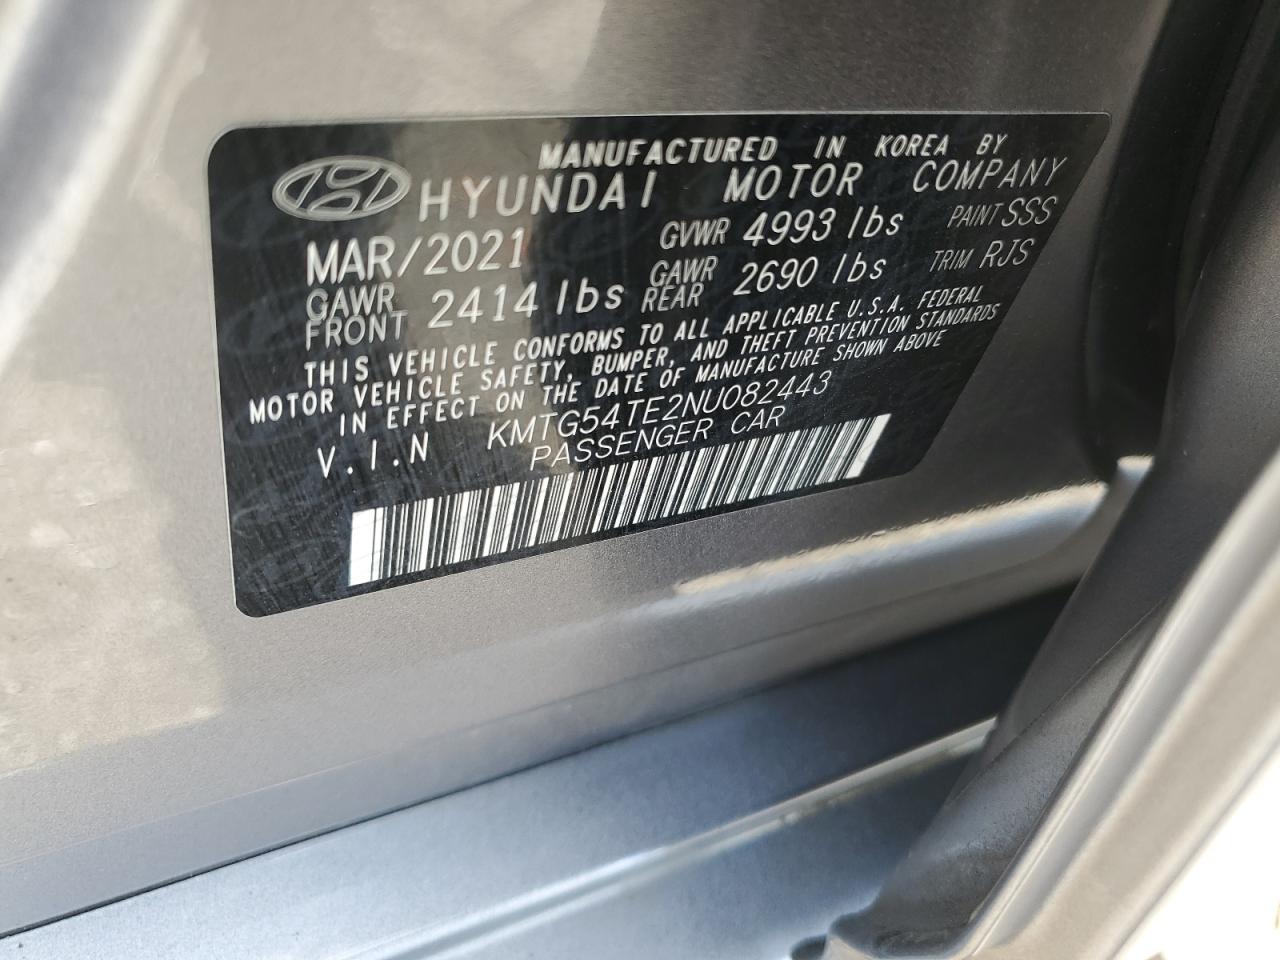 MANUFACTURED IN KOREA BY
HYUNDAI MOTOR COMPANY
MAR/2021 GVWR 4993 lbs PAINT SSS
GAWR FRONT 2414 lbs GAWR REAR 2690 lbs TRIM RJS
THIS VEHICLE CONFORMS TO ALL APPLICABLE U.S.A. FEDERAL
MOTOR VEHICLE SAFETY, BUMPER, AND THEFT PREVENTION STANDARDS
IN EFFECT ON THE DATE OF MANUFACTURE SHOWN ABOVE
V.I.N KMTG54TE2NU082443
PASSENGER CAR